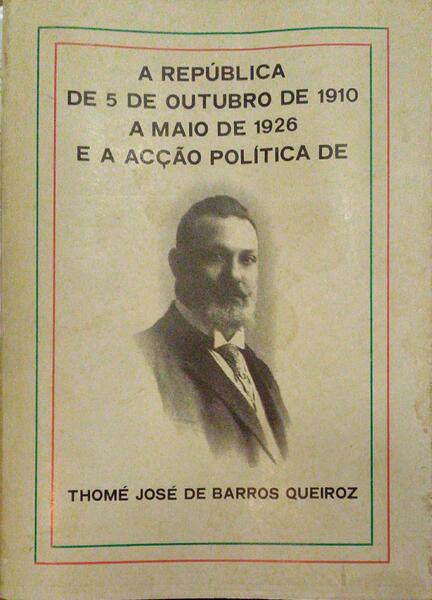 A REPÚBLICA
DE 5 DE OUTUBRO DE 1910
A MAIO DE 1926
E A ACÇÃO POLÍTICA DE
THOMÉ JOSÉ DE BARROS QUEIROZ